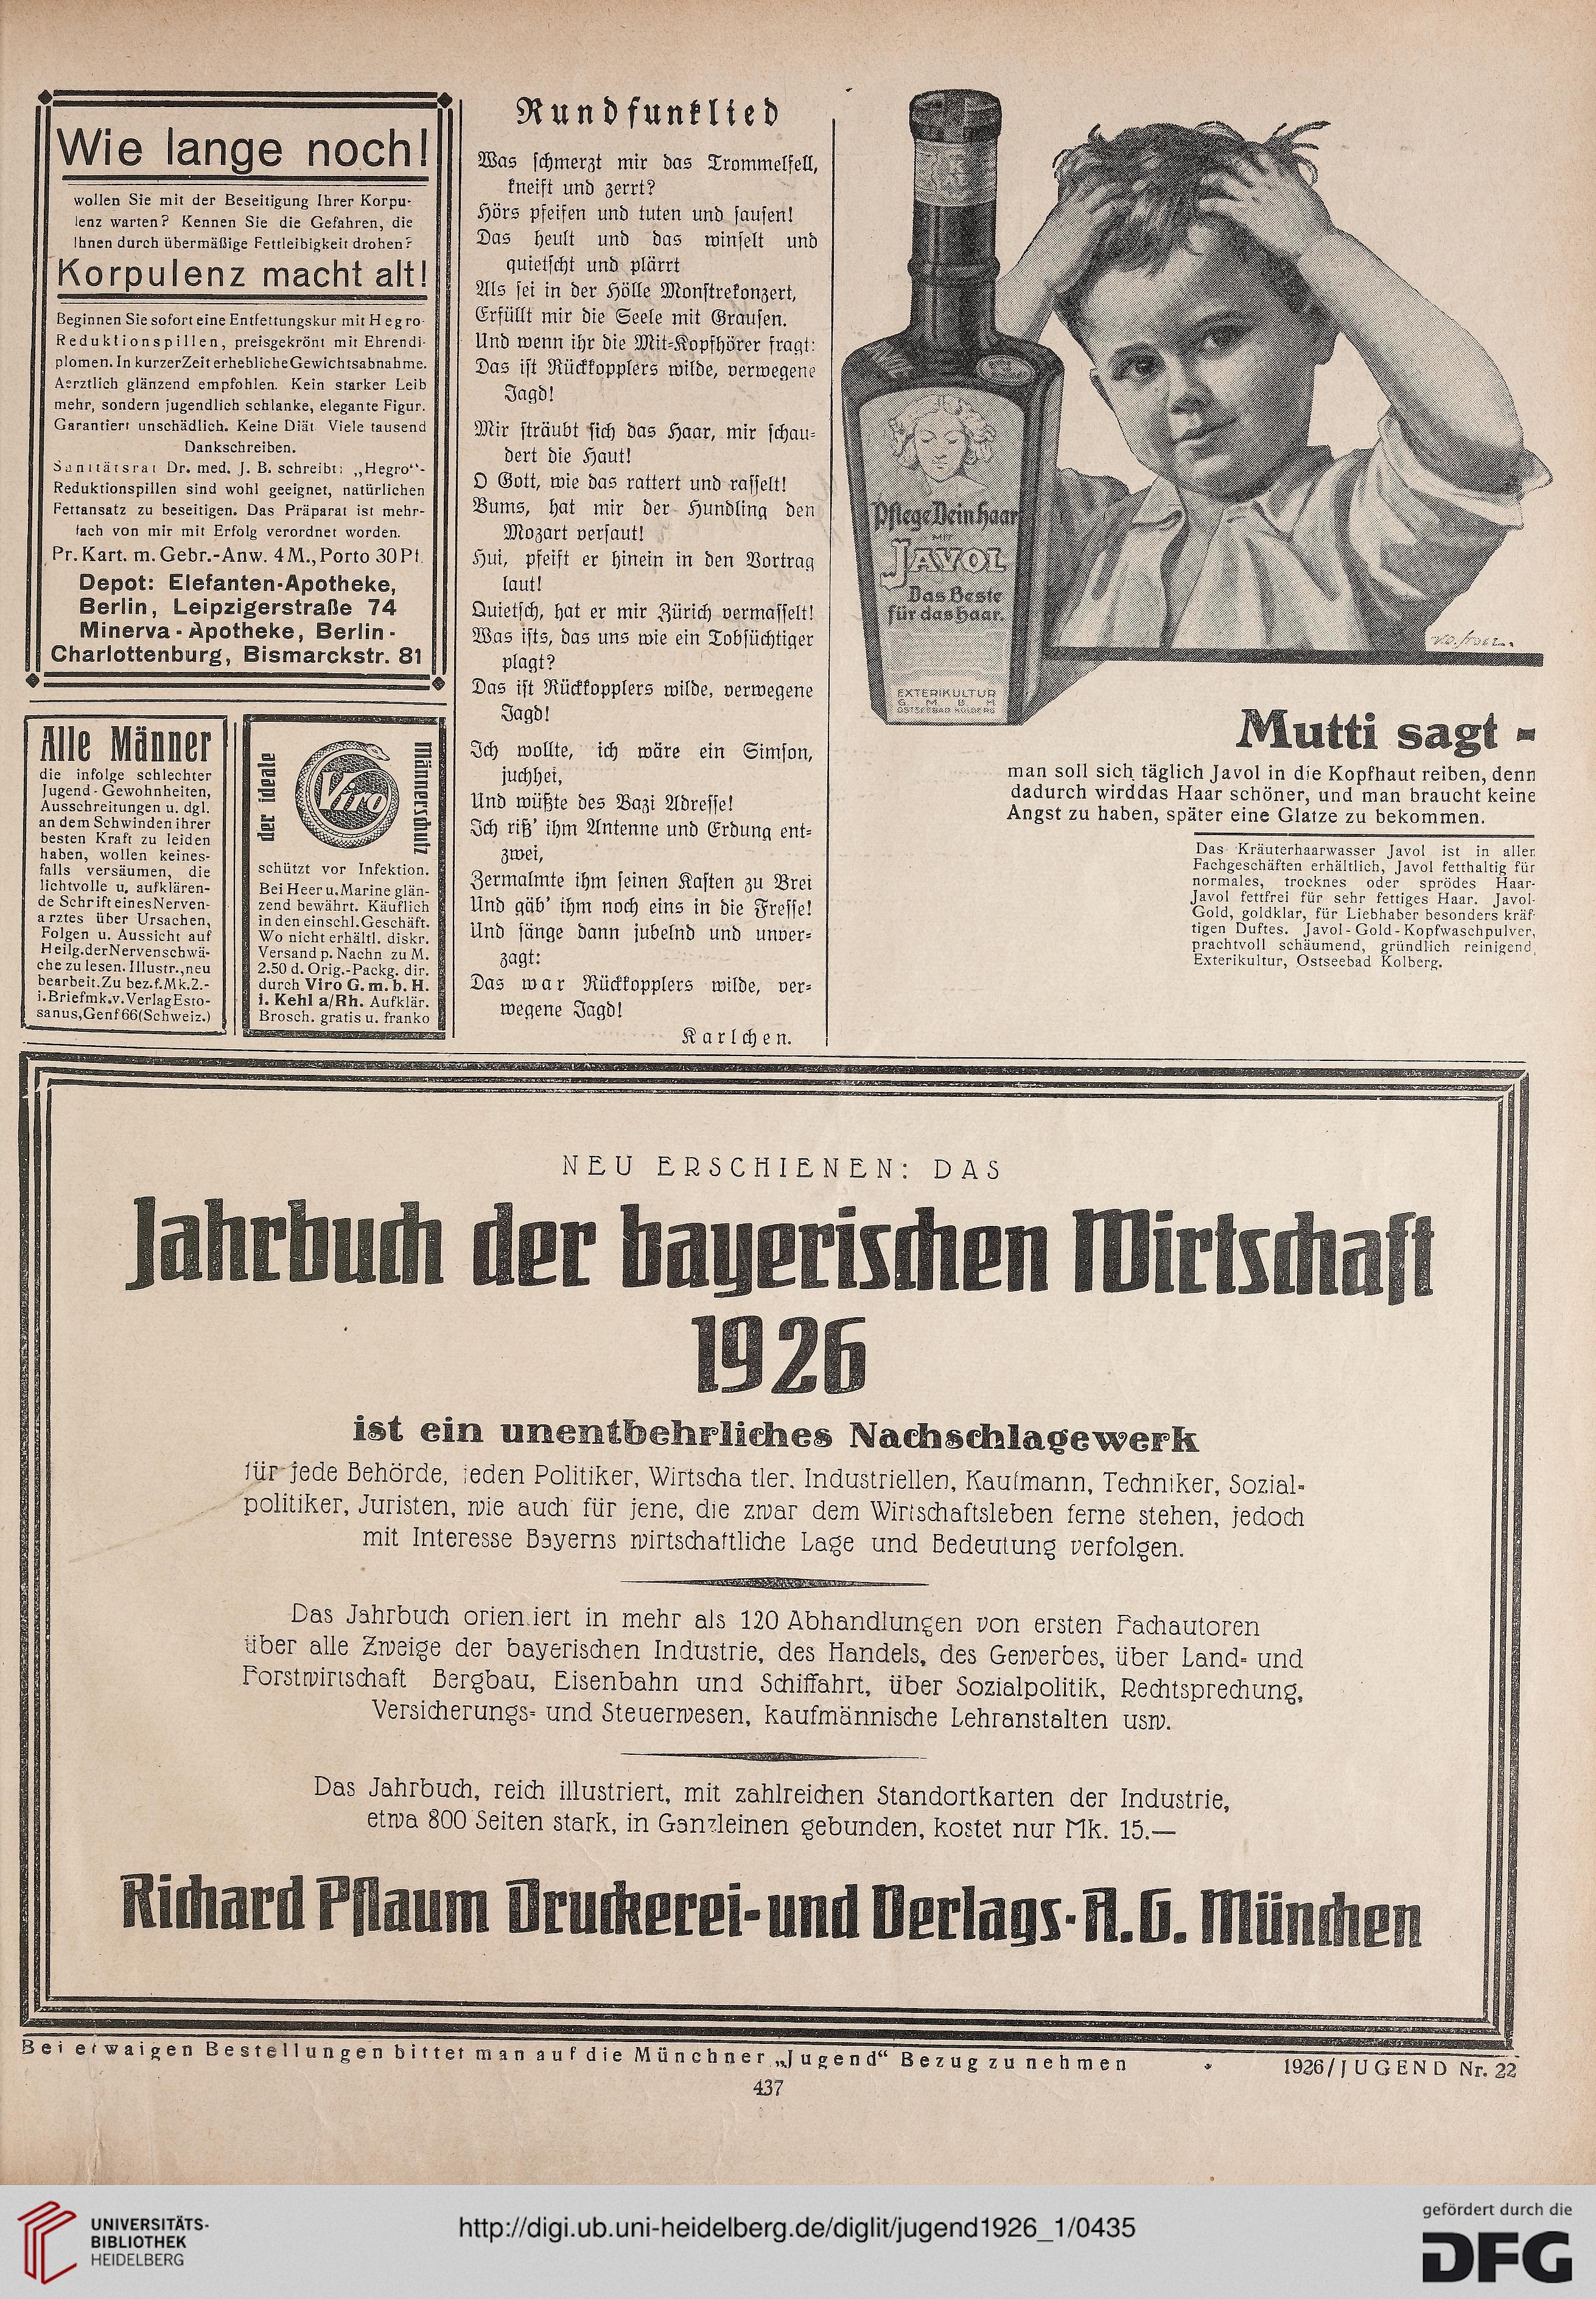 Wie lange noch!
wollen Sie mit der Beseitigung Ihrer Korpu-
lenz warten? Kennen Sie die Gefahren, die
Ihnen durch übermäßige Fettleibigkeit drohen?
Korpulenz macht alt!
Beginnen Sie sofort eine Entfettungskur mit Hegro-
Reduktionspillen, preisgekrönt mit Ehrendi-
plomen. In kurzer Zeit erhebliche Gewichtsabnahme.
Aerztlich glänzend empfohlen. Kein starker Leib
mehr, sondern jugendlich schlanke, elegante Figur.
Garantiert unschädlich. Keine Diät. Viele tausend
Dankschreiben.
Sanitätsrat Dr. med. J. B. schreibt: „Hegro“-
Reduktionspillen sind wohl geeignet, natürlichen
Fettansatz zu beseitigen. Das Präparat ist mehr-
fach von mir mit Erfolg verordnet worden.
Pr. Kart. m. Gebr.-Anw. 4 M., Porto 30 Pf.
Depot: Elefanten-Apotheke,
Berlin, Leipzigerstraße 74
Minerva-Apotheke, Berlin-
Charlottenburg, Bismarckstr. 81
Alle Männer
die infolge schlechter
Jugend-Gewohnheiten,
Ausschreitungen u. dgl.
an dem Schwinden ihrer
besten Kraft zu leiden
haben, wollen keines-
falls versäumen, die
lichtvolle u. aufklären-
de Schrift eines Nerven-
arztes über Ursachen,
Folgen u. Aussicht auf
Heilg. der Nervenschwä-
che zu lesen. Illustr., neu
bearbeit. Zu bez. f. Mk. 2.-
i. Briefmk. v. Verlag Esto-
sanus, Genf 66 (Schweiz.)
der ideale
Viro
Männerschutz
schützt vor Infektion.
Bei Heer u. Marine glän-
zend bewährt. Käuflich
in den einschl. Geschäft.
Wo nicht erhältl. diskr.
Versand p. Nachn zu M.
2.50 d. Orig.-Packg. dir.
durch Viro G. m. b. H.
i. Kehl a/Rh. Aufklär.
Brosch. gratis u. franko
Rundfunklied
Was schmerzt mir das Trommelfell,
kneift und zerrt?
Hörs pfeifen und tuten und sausen!
Das heult und das winselt und
quietscht und plärrt
Als sei in der Hölle Monstrekonzert,
Erfüllt mir die Seele mit Grausen.
Und wenn ihr die Mit-Kopfhörer fragt:
Das ist Rückkopplers wilde, verwegene
Jagd!
Mir sträubt sich das Haar, mir schau-
dert die Haut!
O Gott, wie das rattert und rasselt!
Bums, hat mir der Hundling den
Mozart versaut!
Hui, pfeift er hinein in den Vortrag
laut!
Quietsch, hat er mir Zürich vermasselt!
Was ists, das uns wie ein Tobsüchtiger
plagt?
Das ist Rückkopplers wilde, verwegene
Jagd!
Ich wollte, ich wäre ein Simson,
juchhei,
Und wüßte des Bazi Adresse!
Ich riß' ihm Antenne und Erdung ent-
zwei,
Zermalmte ihm seinen Kasten zu Brei
Und gäb' ihm noch eins in die Fresse!
Und sänge dann jubelnd und unver-
zagt:
Das war Rückkopplers wilde, ver-
wegene Jagd!
Karlchen.
Pflege Dein Haar
MIT
JAVOL
Das Beste
für das Haar.
EXTERIKULTUR
G M B H
OSTSEEBAD KOLBERG
Mutti sagt -
man soll sich täglich Javol in die Kopfhaut reiben, denn
dadurch wird das Haar schöner, und man braucht keine
Angst zu haben, später eine Glatze zu bekommen.
Das Kräuterhaarwasser Javol ist in allen
Fachgeschäften erhältlich, Javol fetthaltig für
normales, trocknes oder sprödes Haar-
Javol fettfrei für sehr fettiges Haar. Javol-
Gold, goldklar, für Liebhaber besonders kräf-
tigen Duftes. Javol-Gold-Kopfwaschpulver,
prachtvoll schäumend, gründlich reinigend,
Exterikultur, Ostseebad Kolberg.
NEU ERSCHIENEN: DAS
Jahrbuch der bayerischen Wirtschaft
1926
ist ein unentbehrliches Nachschlagewerk
für jede Behörde, jeden Politiker, Wirtscha tler, Industriellen, Kaufmann, Techniker, Sozial-
politiker, Juristen, wie auch für jene, die zwar dem Wirtschaftsleben ferne stehen, jedoch
mit Interesse Bayerns wirtschaftliche Lage und Bedeutung verfolgen.
Das Jahrbuch orientiert in mehr als 120 Abhandlungen von ersten Fachautoren
über alle Zweige der bayerischen Industrie, des Handels, des Gewerbes, über Land- und
Forstwirtschaft Bergbau, Eisenbahn und Schiffahrt, über Sozialpolitik, Rechtsprechung,
Versicherungs- und Steuerwesen, kaufmännische Lehranstalten usw.
Das Jahrbuch, reich illustriert, mit zahlreichen Standortkarten der Industrie,
etwa 800 Seiten stark, in Ganzleinen gebunden, kostet nur Mk. 15.—
Richard Pflaum Druckerei- und Verlags-A.G. München
Bei etwaigen Bestellungen bittet man auf die Münchner „Jugend“ Bezug zu nehmen
1926 / JUGEND Nr. 22
437
UNIVERSITÄTS-
BIBLIOTHEK
HEIDELBERG
http://digi.ub.uni-heidelberg.de/diglit/jugend1926_1/0435
gefördert durch die
DFG